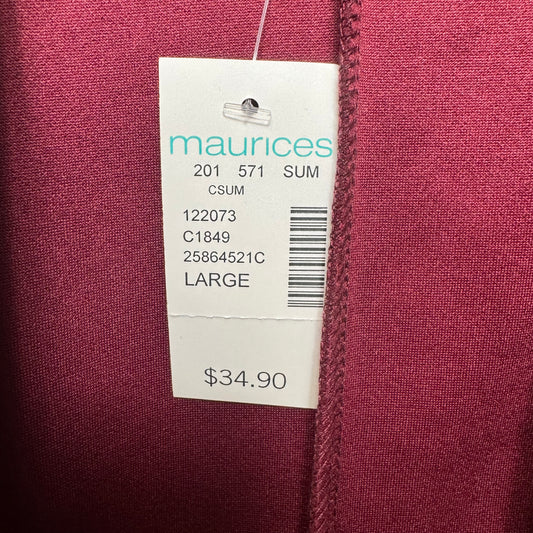 maurices
201 571 SUM
CSUM
122073
C1849
25864521C
LARGE
$34.90